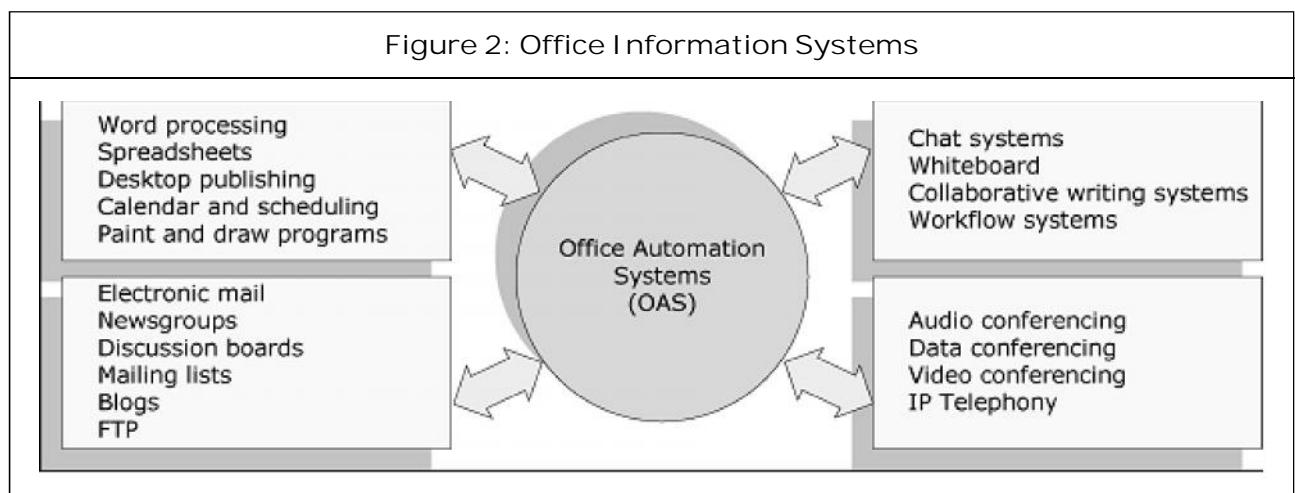 Figure 2: Office Information Systems
Word processing
Spreadsheets
Desktop publishing
Calendar and scheduling
Paint and draw programs
Electronic mail
Newsgroups
Discussion boards
Mailing lists
Blogs
FTP
Office Automation
Systems
(OAS)
Chat systems
Whiteboard
Collaborative writing systems
Workflow systems
Audio conferencing
Data conferencing
Video conferencing
IP Telephony